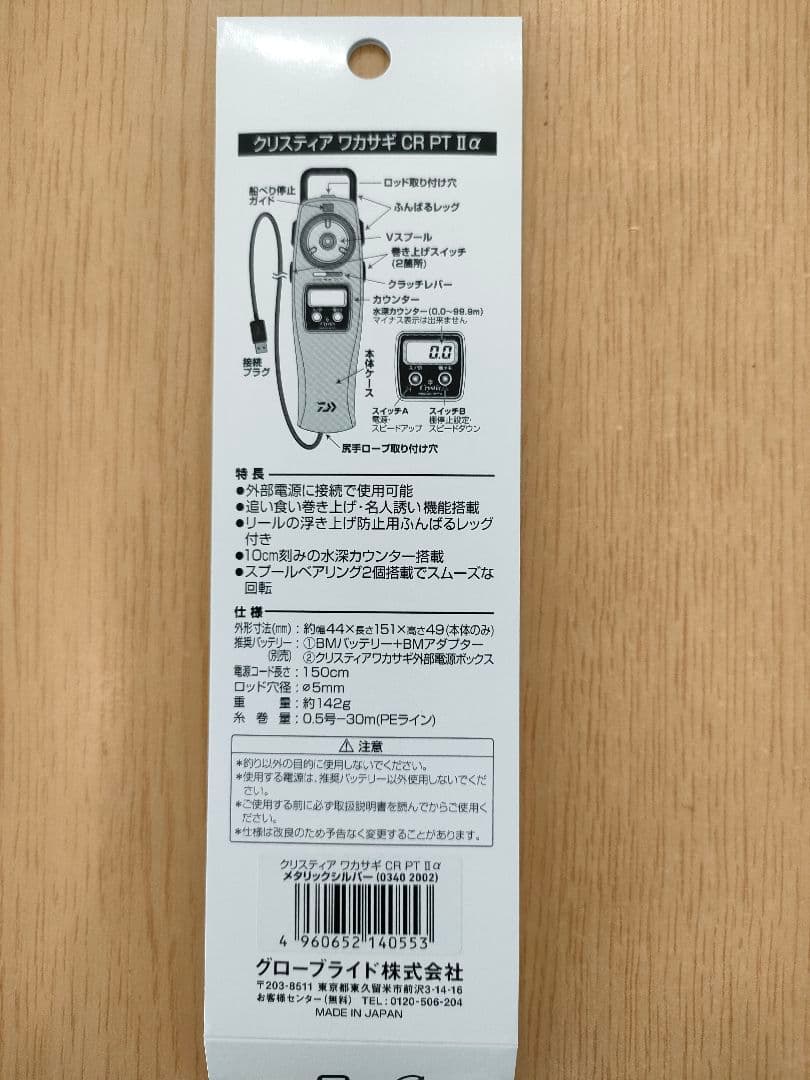 クリスティア ワカサギ CR PT Ⅱα
船べり停止
ガイド
ロッド取り付け穴
ふんばるレッグ
Vスプール
巻き上げスイッチ
(2箇所)
クラッチレバー
カウンター
水深カウンター(0.0~99.9m)
マイナス表示は出来ません
0.0
接続
プラグ
本体ケース
スイッチA
電源・
スピードアップ
スイッチB
棚停止設定・
スピードダウン
尻手ロープ取り付け穴
特長
●外部電源に接続で使用可能
●追い食い巻き上げ・名人誘い機能搭載
●リールの浮き上げ防止用ふんばるレッグ
付き
●10cm刻みの水深カウンター搭載
●スプールベアリング2個搭載でスムーズな
回転
仕様
外形寸法(mm):約幅44×長さ151×高さ49(本体のみ)
推奨バッテリー:①BMバッテリー+BMアダプター
(別売) ②クリスティアワカサギ外部電源ボックス
電源コード長さ:150cm
ロッド穴径:ø5mm
重量:約142g
糸巻量:0.5号-30m(PEライン)
⚠ 注意
*釣り以外の目的に使用しないでください。
*使用する電源は、推奨バッテリー以外使用しないでくだ
さい。
*ご使用する前に必ず取扱説明書を読んでからご使用く
ださい。
*仕様は改良のため予告なく変更することがあります。
クリスティア ワカサギ CR PT Ⅱα
メタリックシルバー(0340 2002)
4 960652 140553
グローブライド株式会社
〒203-8511 東京都東久留米市前沢3-14-16
お客様センター(無料) TEL:0120-506-204
MADE IN JAPAN